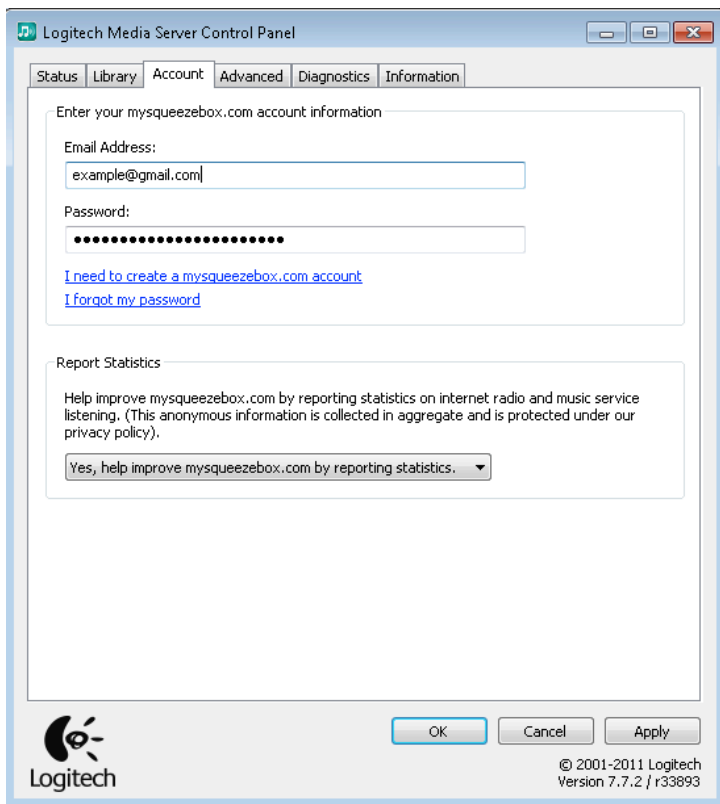 Logitech Media Server Control Panel
Status Library Account Advanced Diagnostics Information
Enter your mysqueezebox.com account information
Email Address:
example@gmail.com
Password:
●●●●●●●●●●●●●●●●●●●●●●●
I need to create a mysqueezebox.com account
I forgot my password
Report Statistics
Help improve mysqueezebox.com by reporting statistics on internet radio and music service
listening. (This anonymous information is collected in aggregate and is protected under our
privacy policy).
Yes, help improve mysqueezebox.com by reporting statistics.
OK Cancel Apply
Logitech
© 2001-2011 Logitech
Version 7.7.2 / r33893